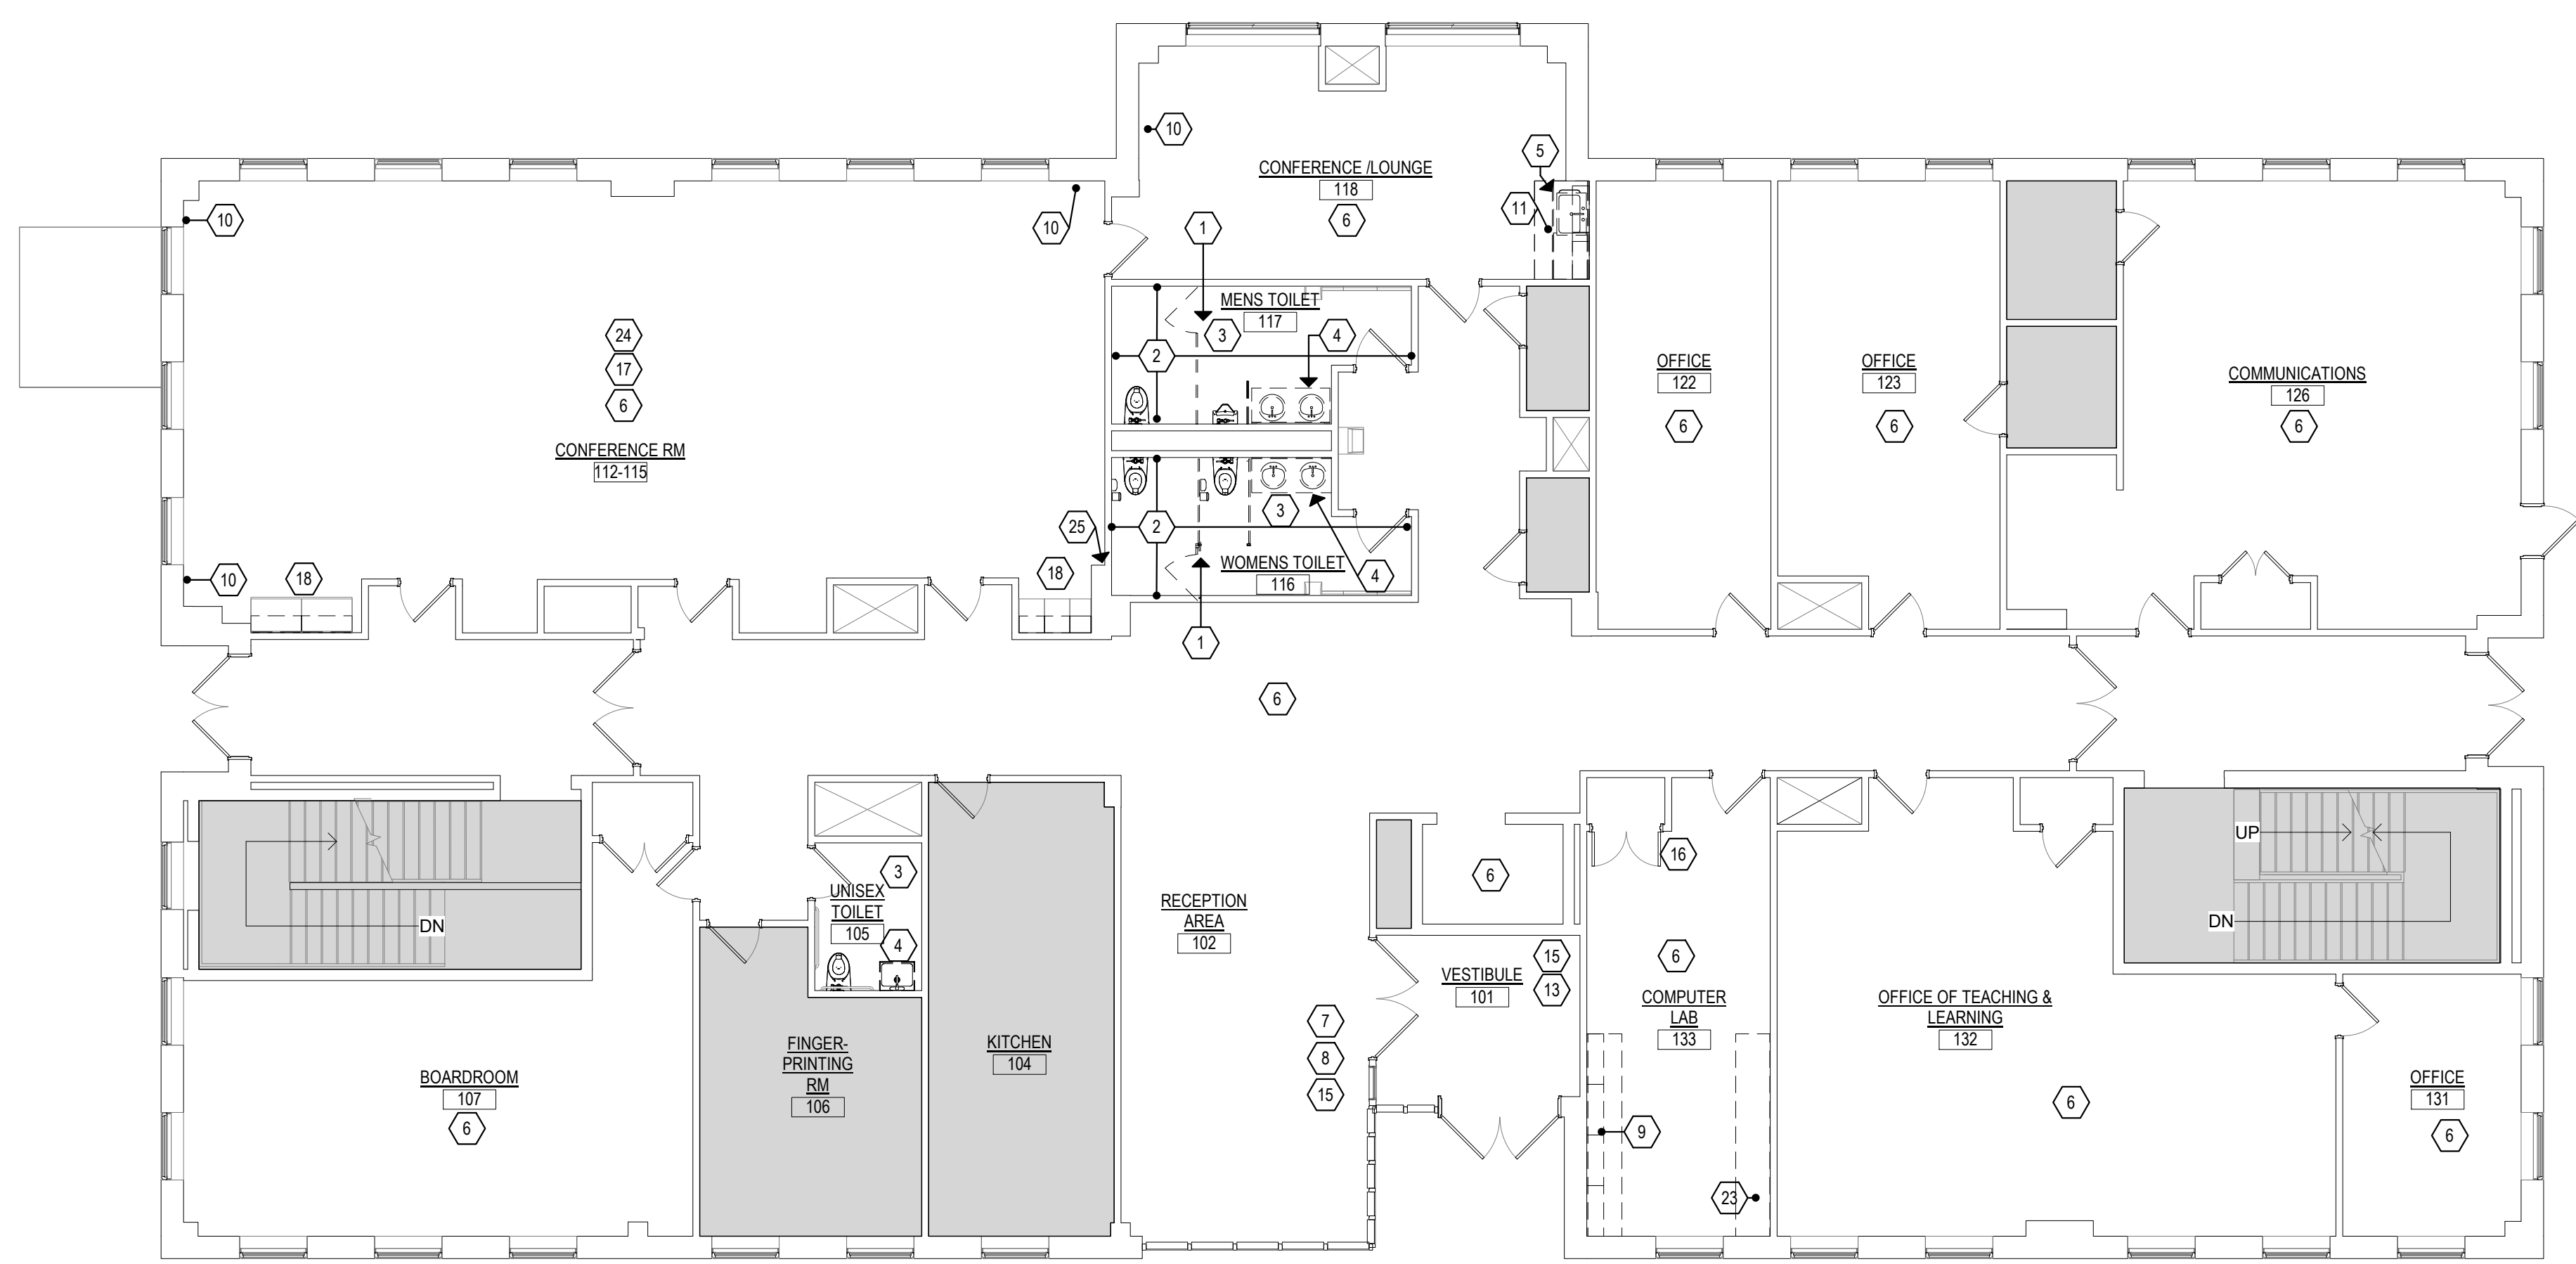 10
CONFERENCE /LOUNGE
118
6
5
11
10
10
1
MENS TOILET
117
3
4
2
24
17
6
CONFERENCE RM
112-115
OFFICE
122
6
OFFICE
123
6
COMMUNICATIONS
126
6
25
2
3
WOMENS TOILET
116
4
10
18
18
1
6
DN
3
UNISEX
TOILET
105
4
RECEPTION
AREA
102
6
16
UP
DN
VESTIBULE
101
15
13
6
COMPUTER
LAB
133
OFFICE OF TEACHING &
LEARNING
132
7
8
15
FINGER-
PRINTING
RM
106
KITCHEN
104
BOARDROOM
107
6
9
23
6
OFFICE
131
6